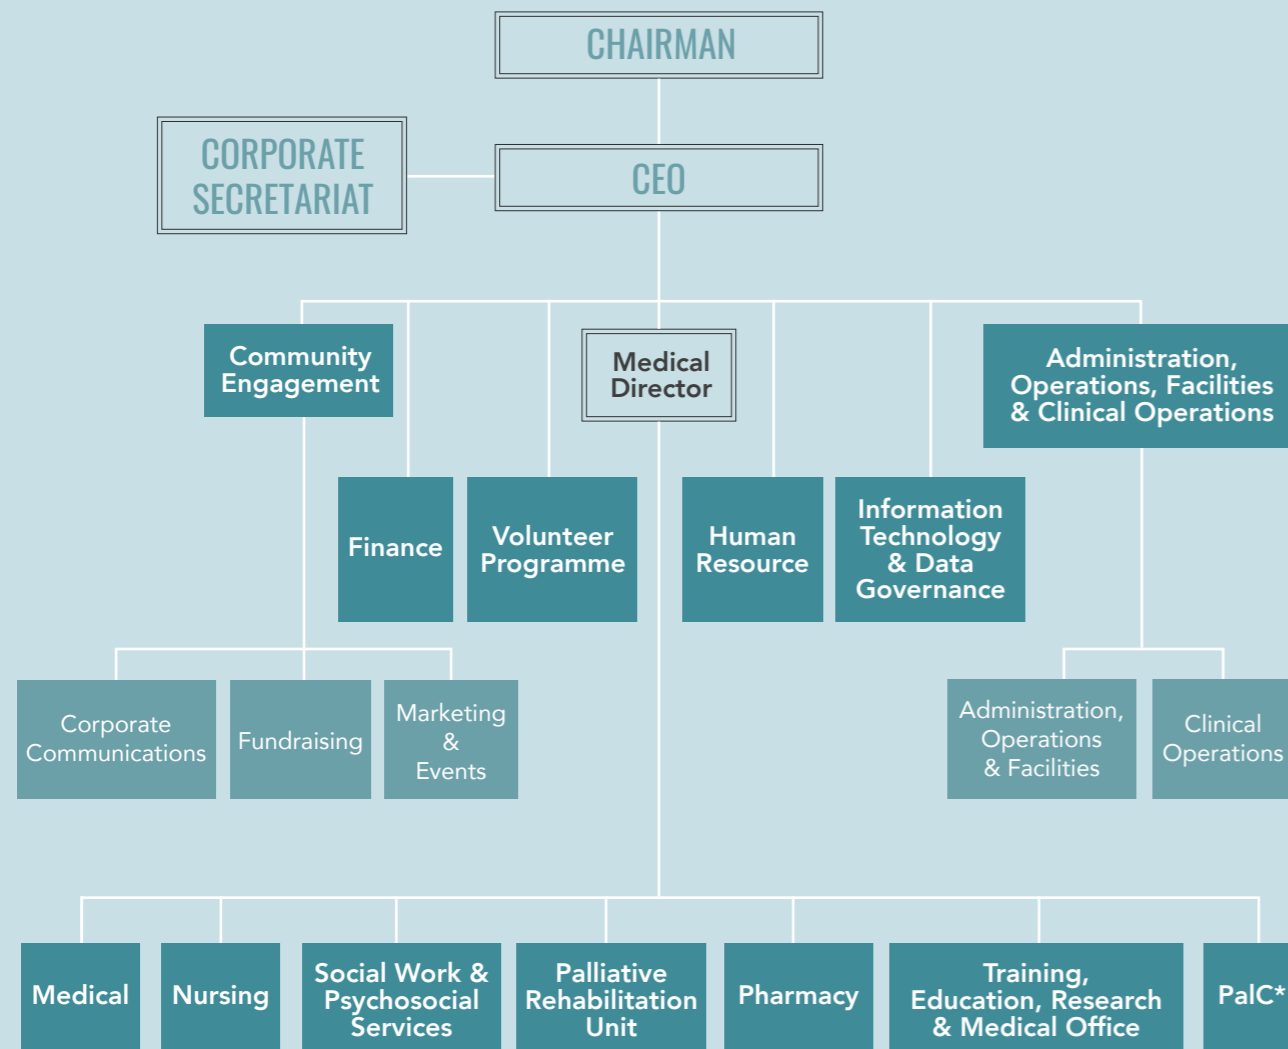 CHAIRMAN
CORPORATE
SECRETARIAT
CEO
Community
Engagement
Medical
Director
Administration,
Operations, Facilities
& Clinical Operations
Finance
Volunteer
Programme
Human
Resource
Information
Technology
& Data
Governance
Corporate
Communications
Fundraising
Marketing
&
Events
Administration,
Operations
& Facilities
Clinical
Operations
Medical
Nursing
Social Work &
Psychosocial
Services
Palliative
Rehabilitation
Unit
Pharmacy
Training,
Education, Research
& Medical Office
PalC*